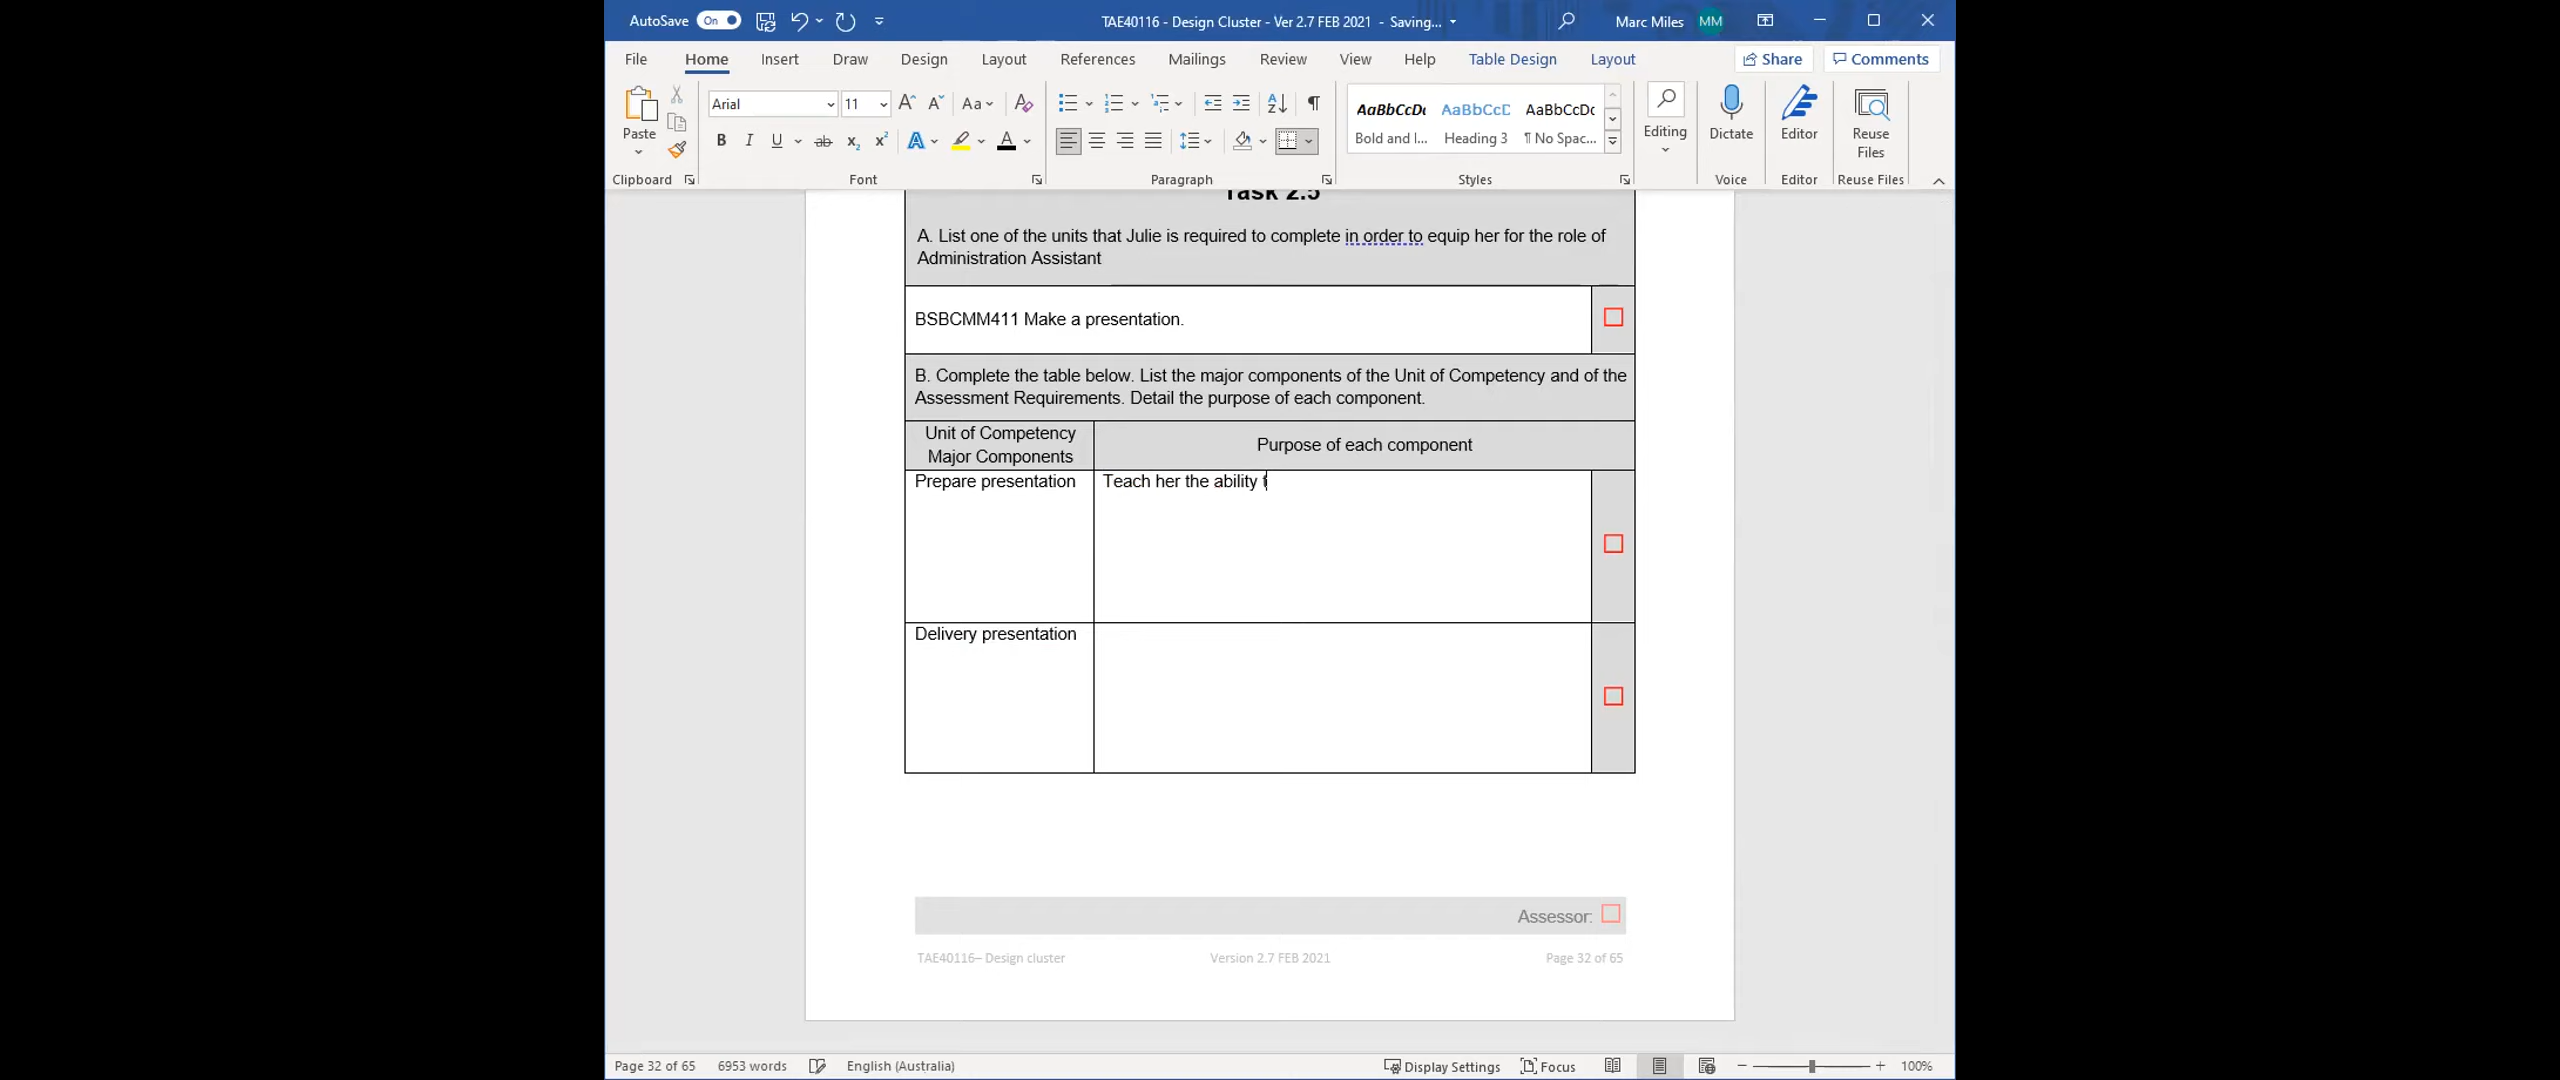 AutoSave On TAE40116 - Design Cluster - Ver 2.7 FEB 2021 - Saving... Marc Miles MM
File Home Insert Draw Design Layout References Mailings Review View Help Table Design Layout Share Comments
Arial 11 Aa AaBbCcDc AaBbCcD AaBbCcDc
Paste B I U ab x₂ x² A A Bold and I... Heading 3 ¶ No Spac... Editing Dictate Editor Reuse Files
Clipboard Font Paragraph Styles Voice Editor Reuse Files
Task 2.5
A. List one of the units that Julie is required to complete in order to equip her for the role of
Administration Assistant
BSBCMM411 Make a presentation.
B. Complete the table below. List the major components of the Unit of Competency and of the
Assessment Requirements. Detail the purpose of each component.
Unit of Competency
Major Components
Purpose of each component
Prepare presentation
Teach her the ability t
Delivery presentation
Assessor:
TAE40116– Design cluster Version 2.7 FEB 2021 Page 32 of 65
Page 32 of 65 6953 words English (Australia) Display Settings Focus 100%